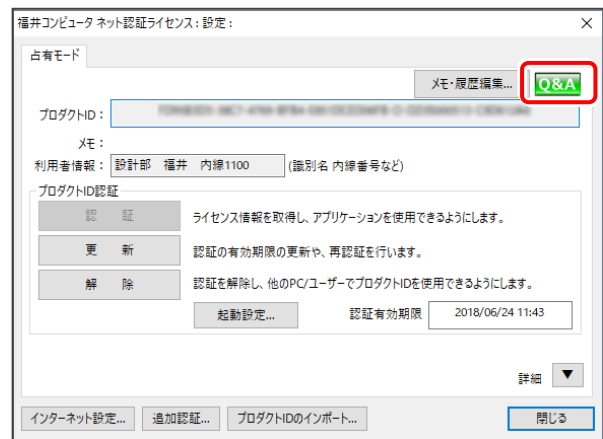 福井コンピュータ ネット認証ライセンス：設定：
占有モード
メモ・履歴編集...
Q&A
プロダクトID：
メモ：
利用者情報： 設計部　福井　内線1100 (識別名 内線番号など)
プロダクトID認証
認　証 ライセンス情報を取得し、アプリケーションを使用できるようにします。
更　新 認証の有効期限の更新や、再認証を行います。
解　除 認証を解除し、他のPC/ユーザーでプロダクトIDを使用できるようにします。
起動設定... 認証有効期限 2018/06/24 11:43
詳細 ▼
インターネット設定... 追加認証... プロダクトIDのインポート... 閉じる